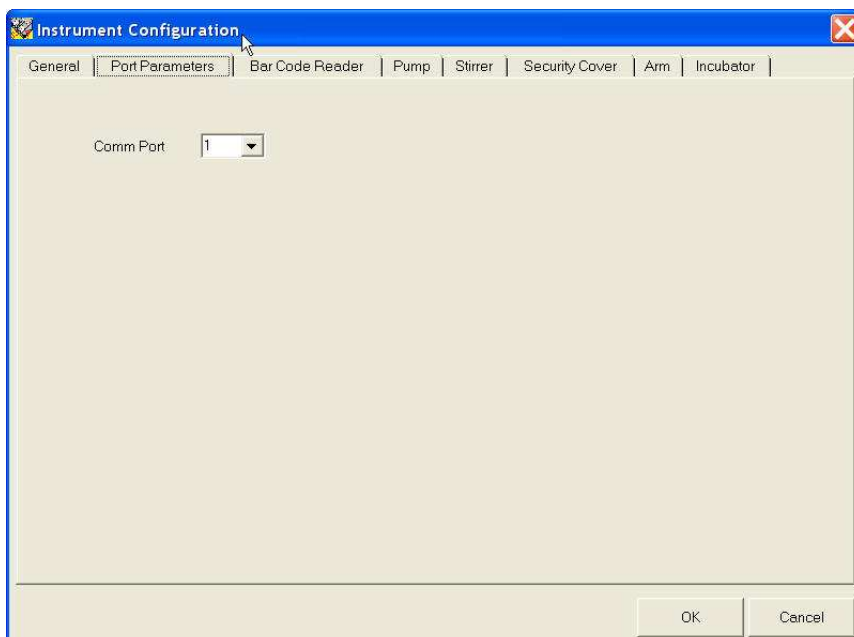 Instrument Configuration
General Port Parameters Bar Code Reader Pump Stirrer Security Cover Arm Incubator
Comm Port 1
OK Cancel